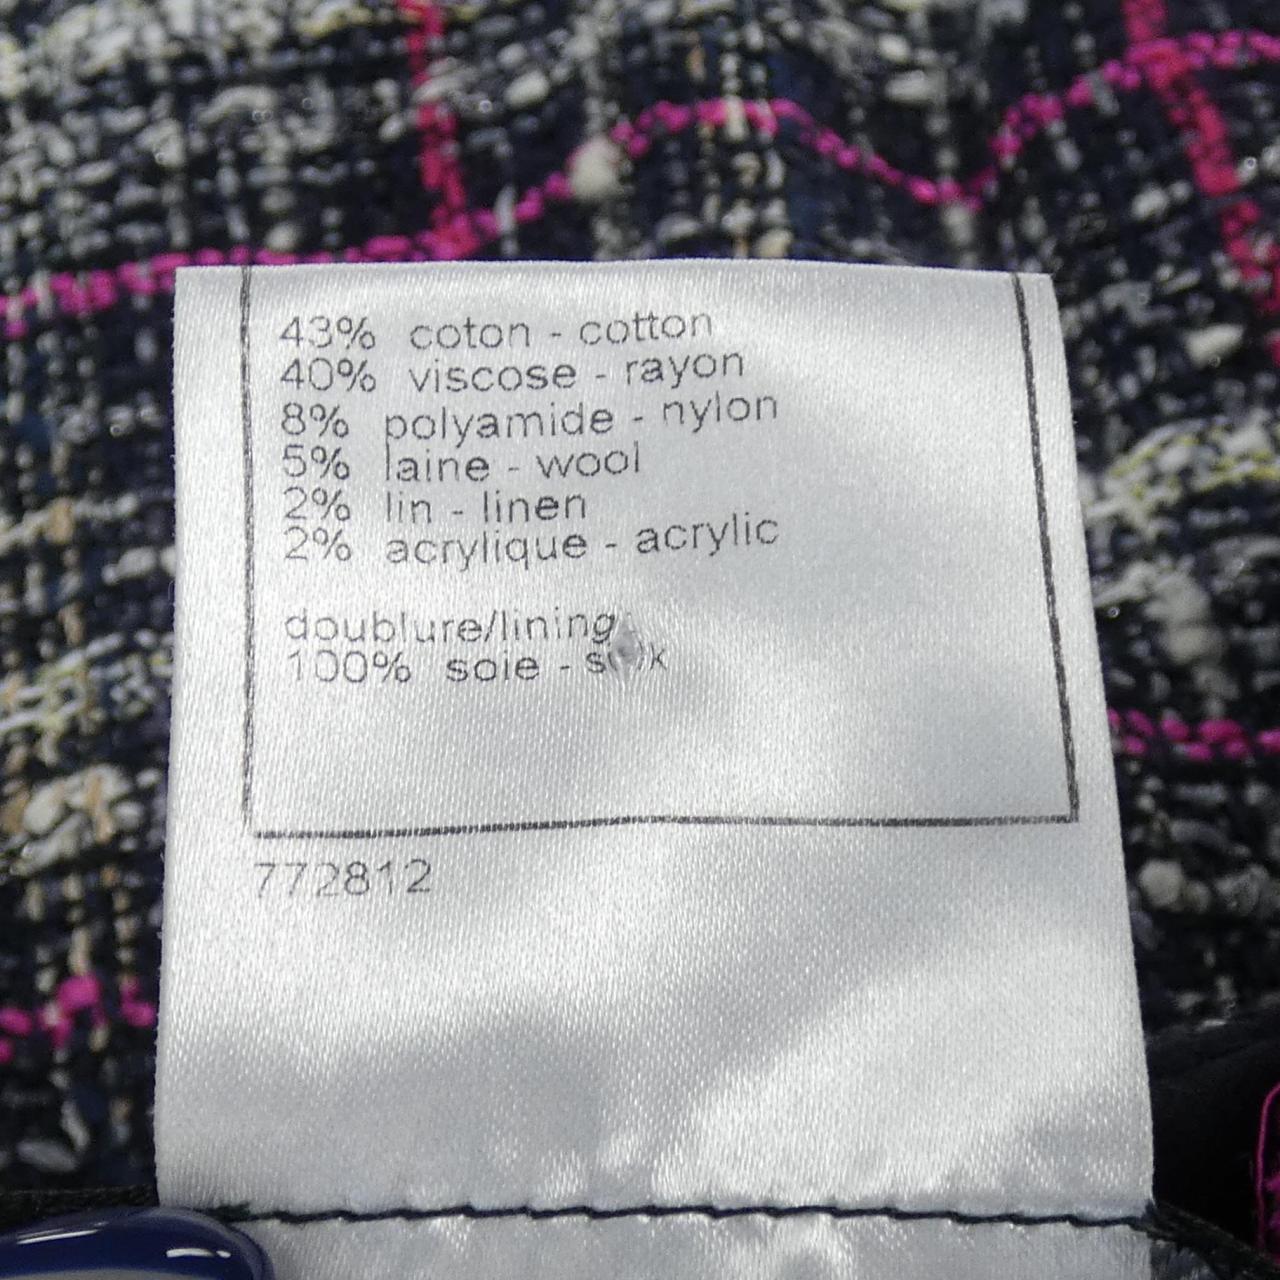 43% coton - cotton
40% viscose - rayon
8% polyamide - nylon
5% laine - wool
2% lin - linen
2% acrylique - acrylic
doublure/lining
100% soie - silk
772812